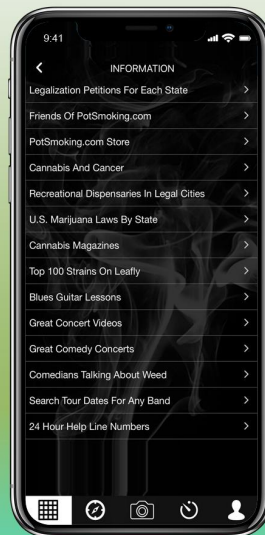 9:41
INFORMATION
Legalization Petitions For Each State
Friends Of PotSmoking.com
PotSmoking.com Store
Cannabis And Cancer
Recreational Dispensaries In Legal Cities
U.S. Marijuana Laws By State
Cannabis Magazines
Top 100 Strains On Leafly
Blues Guitar Lessons
Great Concert Videos
Great Comedy Concerts
Comedians Talking About Weed
Search Tour Dates For Any Band
24 Hour Help Line Numbers